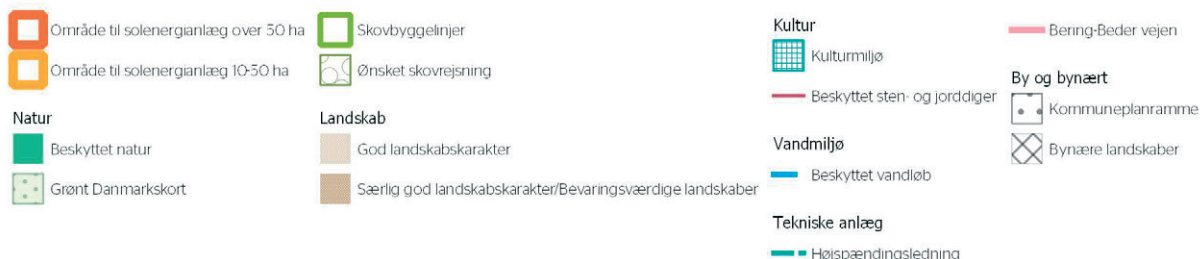 Område til solenergianlæg over 30 ha
Område til solenergianlæg 10-30 ha
Natur
Beskyttet natur
Grønt Danmarkskort
Skovbyggelinjer
Ønsket skovrejsning
Landskab
God landskabskarakter
Særlig god landskabskarakter/Bevaringsværdige landskaber
Kultur
Kulturmiljø
Beskyttet sten- og jorddiger
Vandmiljø
Beskyttet vandløb
Tekniske anlæg
Højspændingsledning
Bering-Beder vejen
By og bynært
Kommuneplanramme
Bynære landskaber